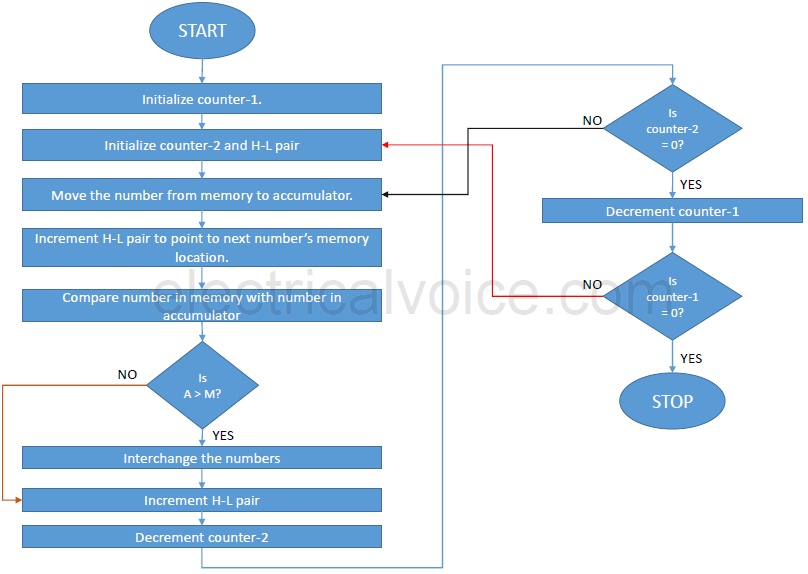 START
Initialize counter-1.
Initialize counter-2 and H-L pair
Move the number from memory to accumulator.
Increment H-L pair to point to next number’s memory
location.
Compare number in memory with number in
accumulator
Is
A > M?
NO
YES
Interchange the numbers
Increment H-L pair
Decrement counter-2
Is
counter-2
= 0?
NO
YES
Decrement counter-1
Is
counter-1
= 0?
NO
YES
STOP
electricalvoice.com